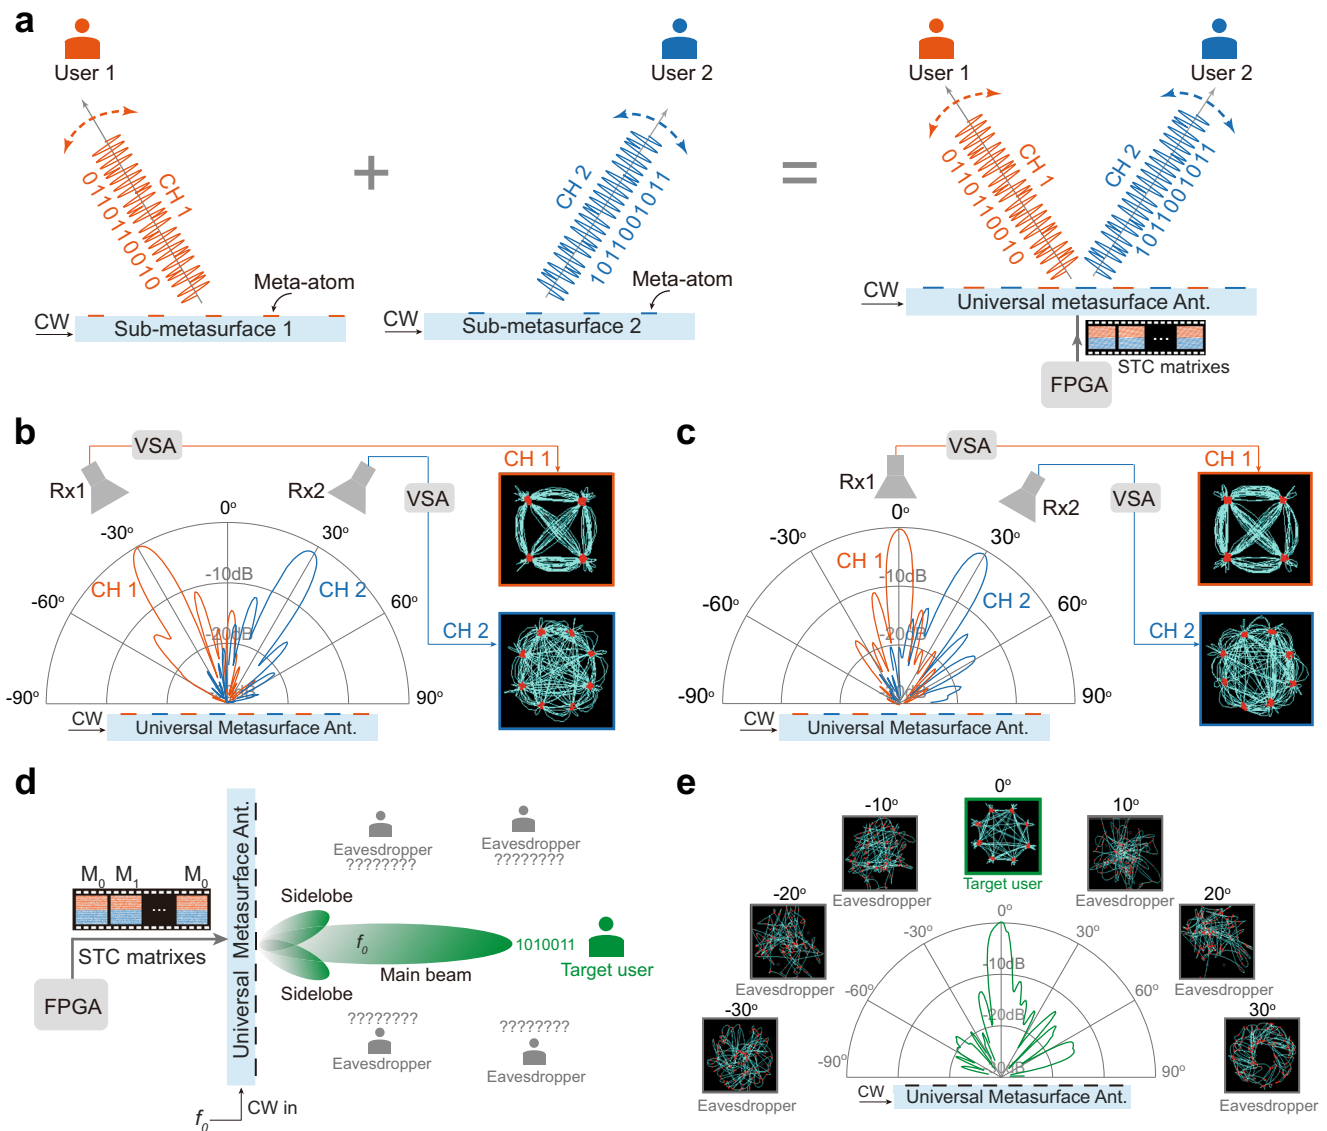 a
User 1
CH 1
0110110010
CW
Sub-metasurface 1
Meta-atom
User 2
CH 2
1011001011
CW
Sub-metasurface 2
Meta-atom
User 1
User 2
CH 1
0110110010
CH 2
1011001011
CW
Universal metasurface Ant.
...
STC matrixes
FPGA
b
VSA
Rx1
Rx2
VSA
CH 1
CH 2
0°
-30°
30°
-60°
60°
-90°
90°
-10dB
-20dB
CH 1
CH 2
CW
Universal Metasurface Ant.
c
VSA
Rx1
Rx2
VSA
CH 1
CH 2
0°
-30°
30°
-60°
60°
-90°
90°
-10dB
-20dB
CH 1
CH 2
CW
Universal Metasurface Ant.
d
M0 M1 M0
...
STC matrixes
FPGA
Universal Metasurface Ant.
f0
CW in
Sidelobe
f0
Main beam
Sidelobe
1010011
Target user
Eavesdropper
????????
Eavesdropper
????????
????????
Eavesdropper
????????
Eavesdropper
e
0°
Target user
-10°
Eavesdropper
10°
Eavesdropper
-20°
Eavesdropper
20°
Eavesdropper
-30°
Eavesdropper
30°
Eavesdropper
0°
-30°
30°
-60°
60°
-90°
90°
-10dB
-20dB
CW
Universal Metasurface Ant.